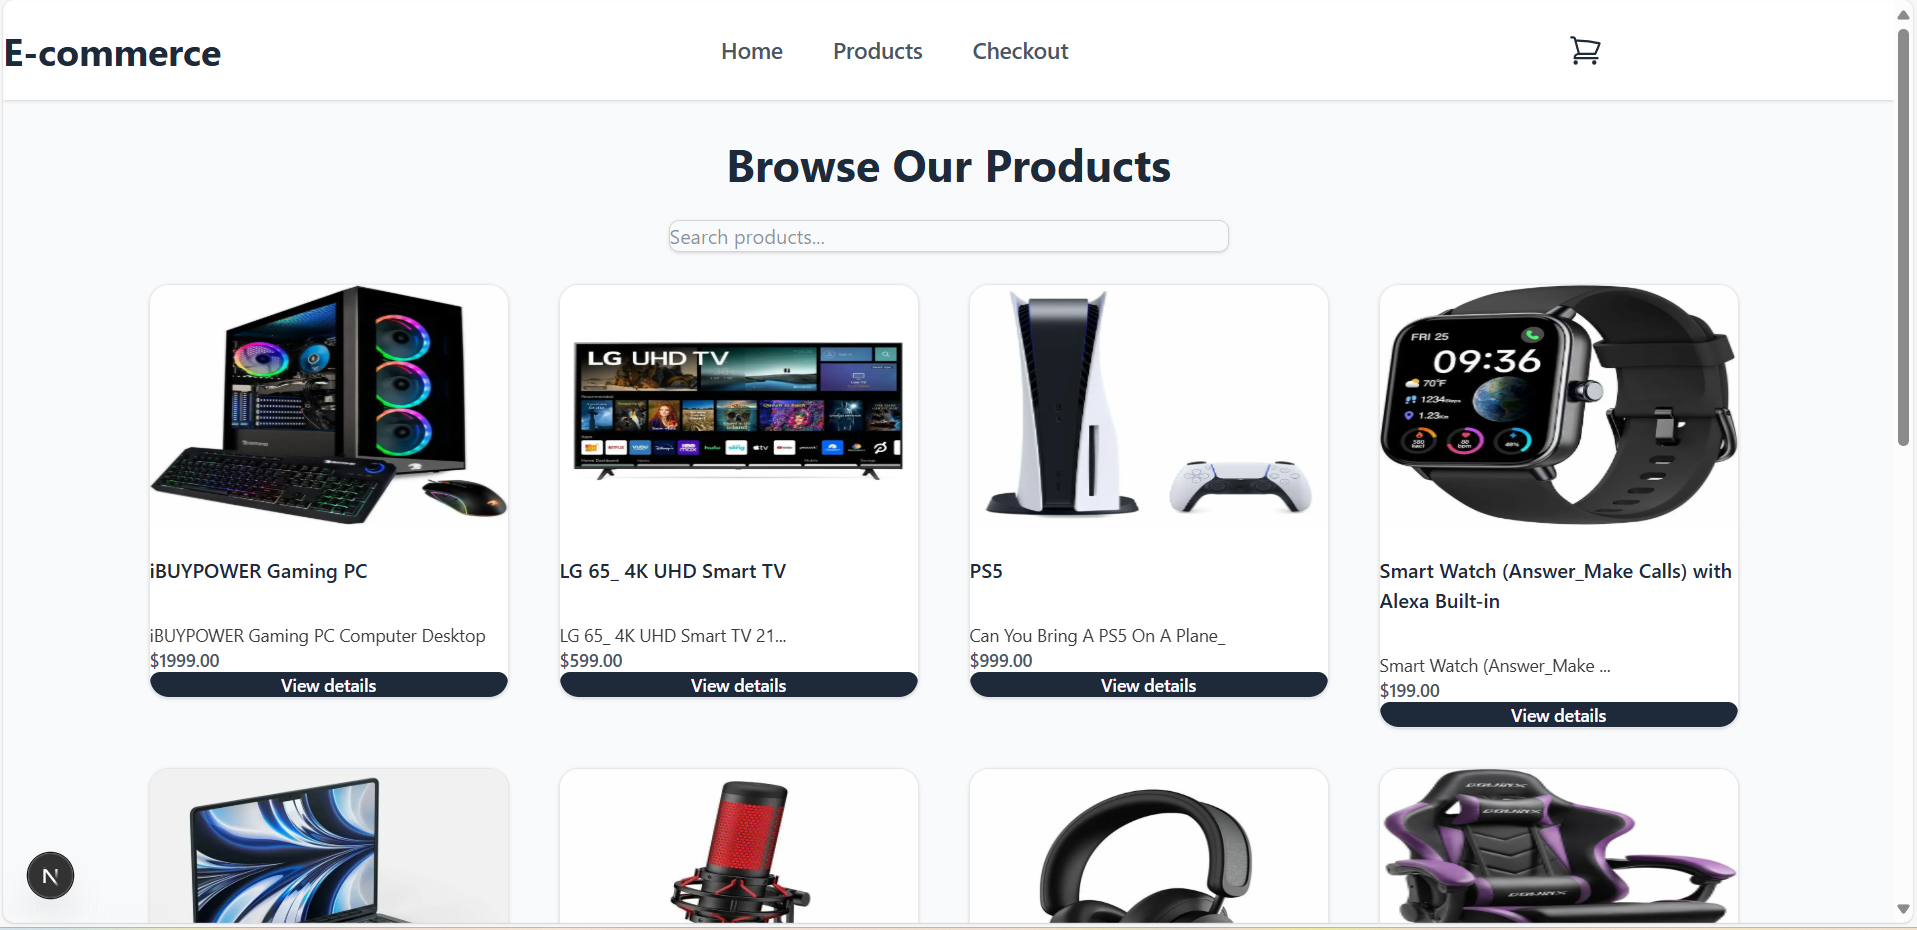 E-commerce
Home
Products
Checkout
Browse Our Products
Search products...
LG UHD TV
FRI 25
09:36
70°F
1234Steps
1.23Km
iBUYPOWER Gaming PC
iBUYPOWER Gaming PC Computer Desktop
$1999.00
View details
LG 65_ 4K UHD Smart TV
LG 65_ 4K UHD Smart TV 21...
$599.00
View details
PS5
Can You Bring A PS5 On A Plane_
$999.00
View details
Smart Watch (Answer_Make Calls) with
Alexa Built-in
Smart Watch (Answer_Make ...
$199.00
View details
N